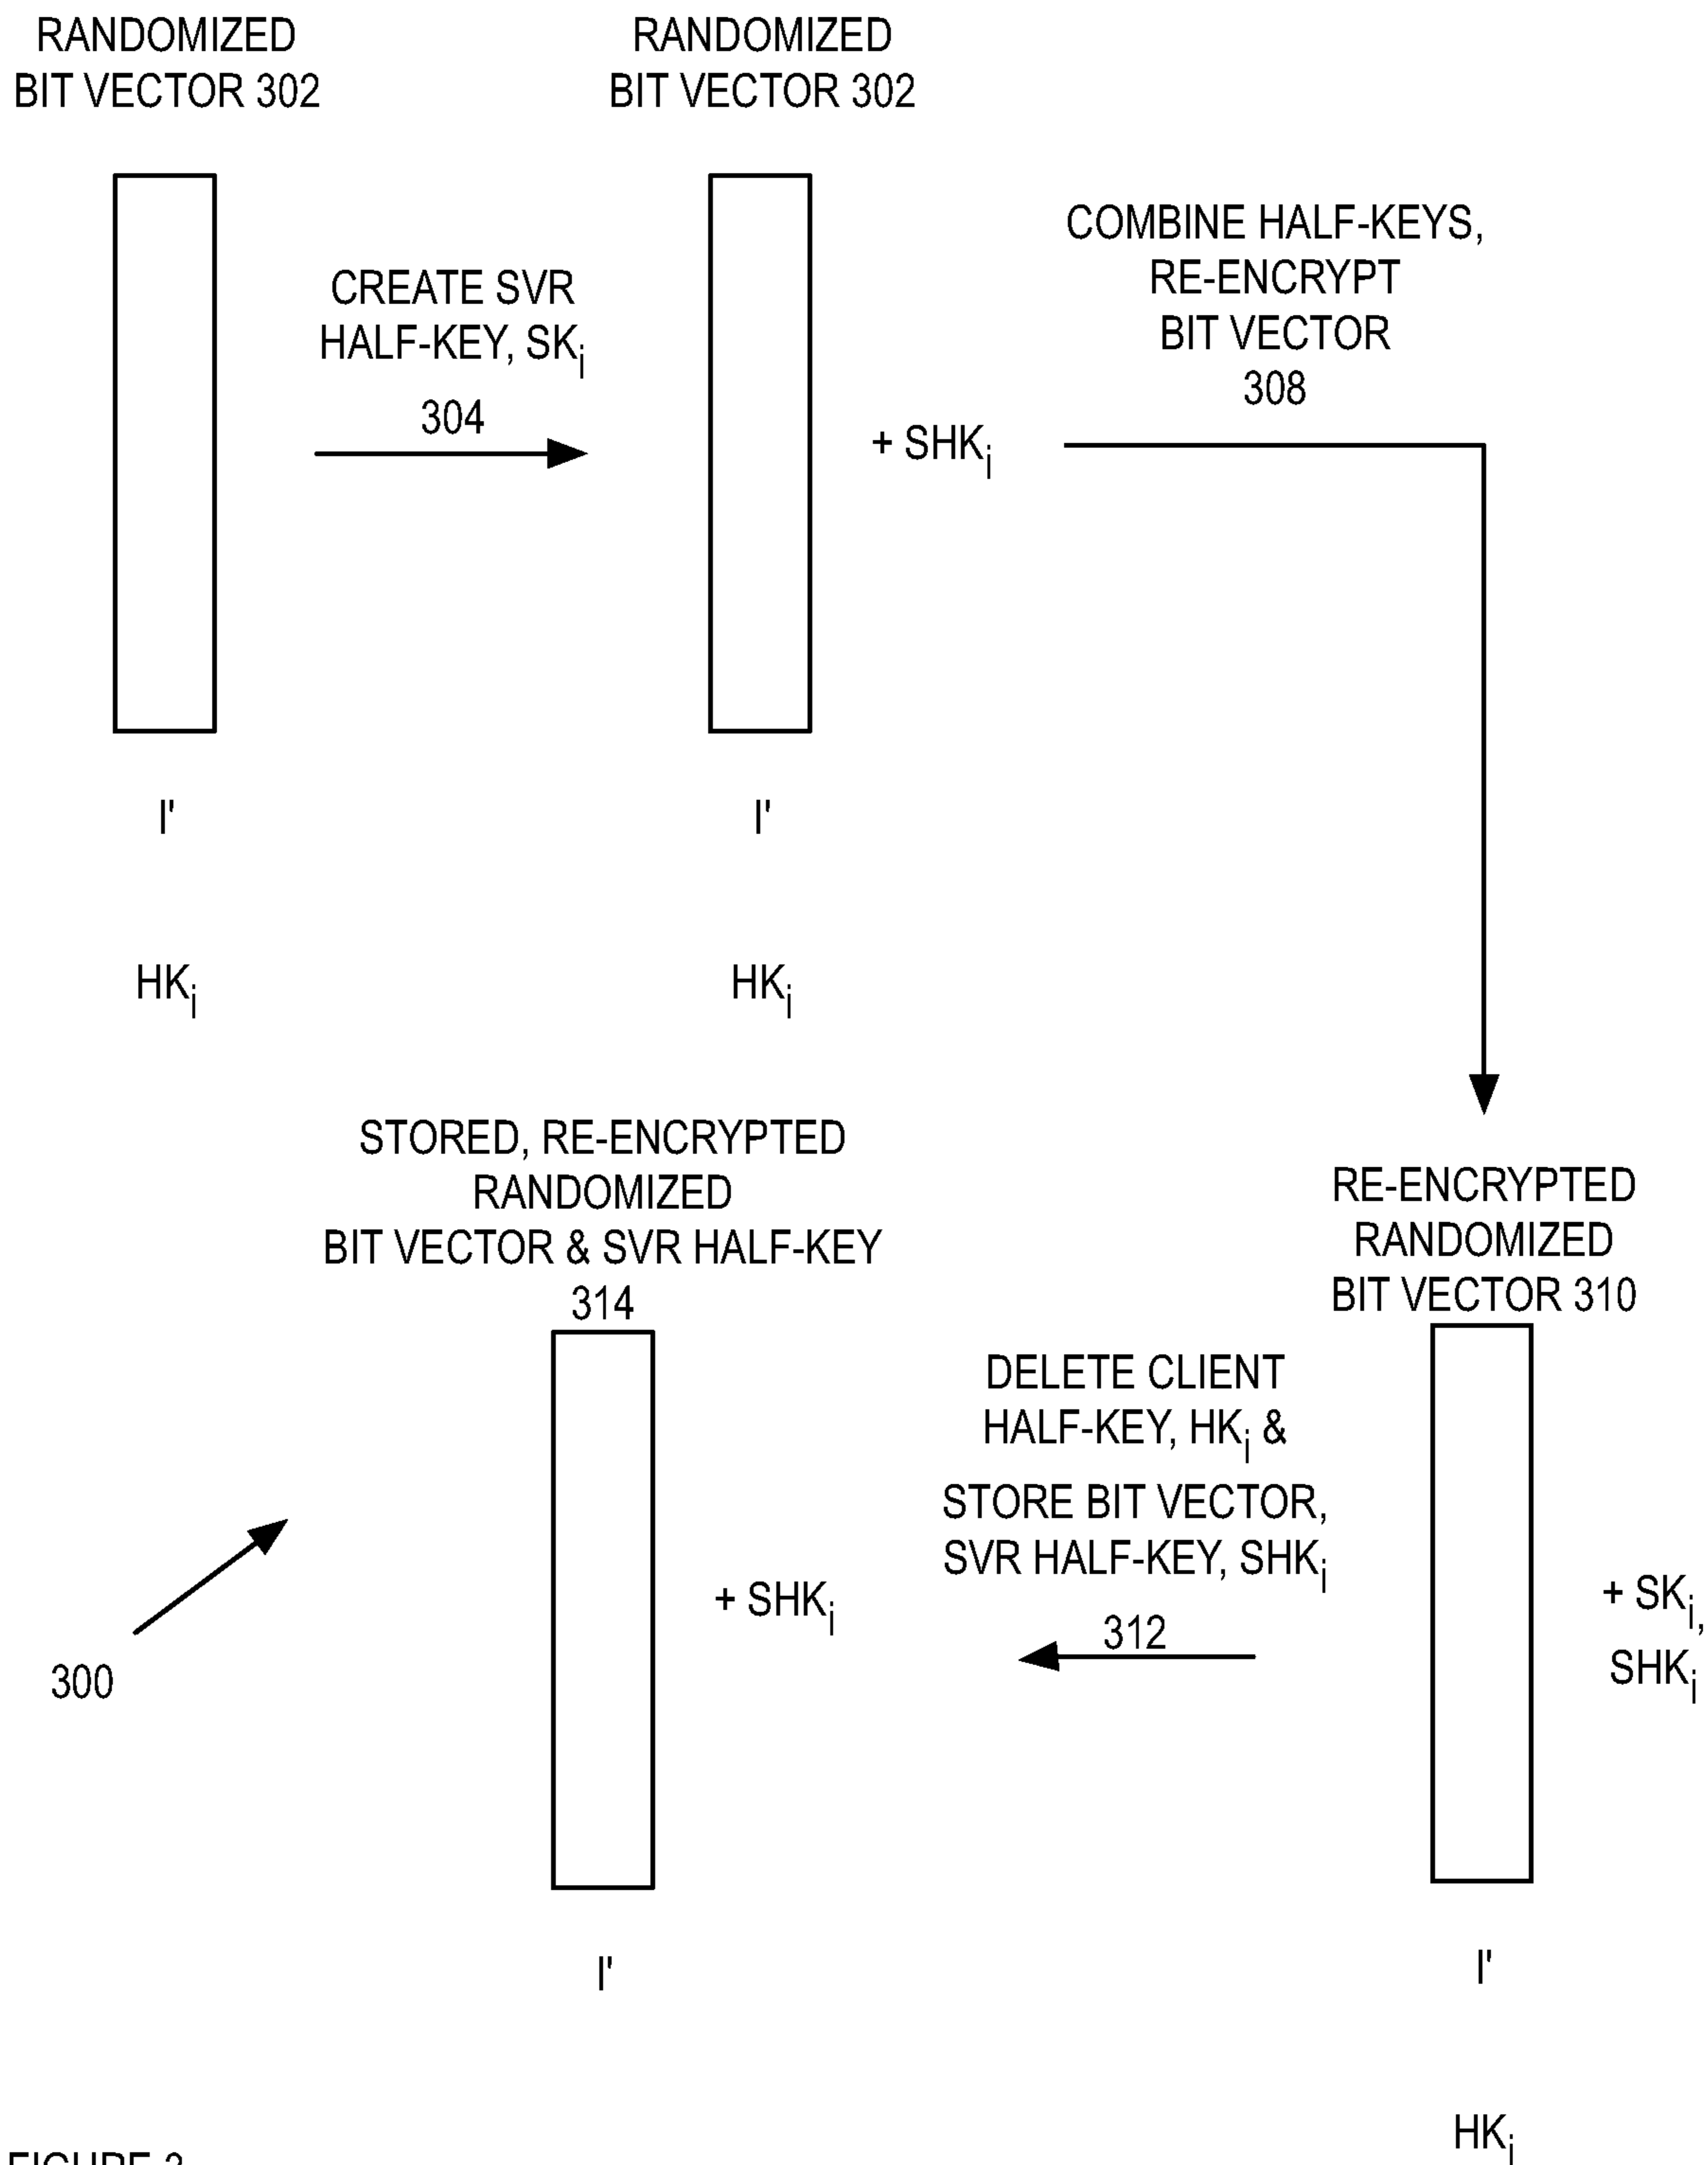 RANDOMIZED
BIT VECTOR 302
RANDOMIZED
BIT VECTOR 302
CREATE SVR
HALF-KEY, SKi
304
+ SHKi
COMBINE HALF-KEYS,
RE-ENCRYPT
BIT VECTOR
308
I'
I'
HKi
HKi
STORED, RE-ENCRYPTED
RANDOMIZED
BIT VECTOR & SVR HALF-KEY
314
RE-ENCRYPTED
RANDOMIZED
BIT VECTOR 310
DELETE CLIENT
HALF-KEY, HKi &
STORE BIT VECTOR,
SVR HALF-KEY, SHKi
312
+ SHKi
+ SKi,
SHKi
300
I'
I'
HKi
FIGURE 3